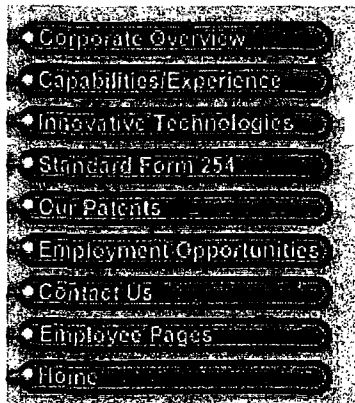 Corporate Overview
Capabilities/Experience
Innovative Technologies
Standard Form 254
Our Patents
Employment Opportunities
Contact Us
Employee Pages
Home